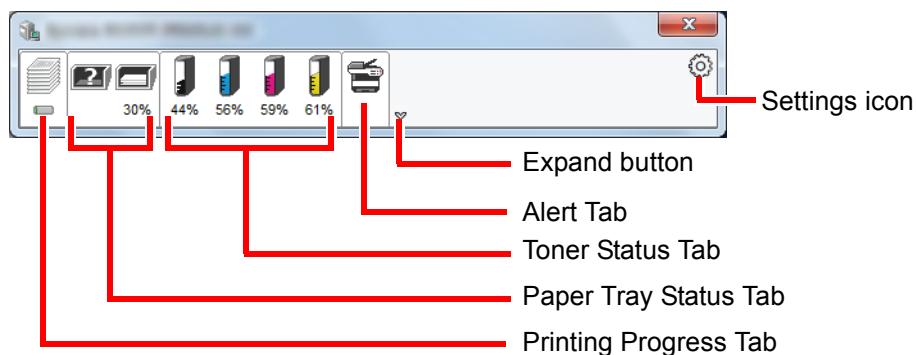 x
?
30% 44% 56% 59% 61%
Settings icon
Expand button
Alert Tab
Toner Status Tab
Paper Tray Status Tab
Printing Progress Tab